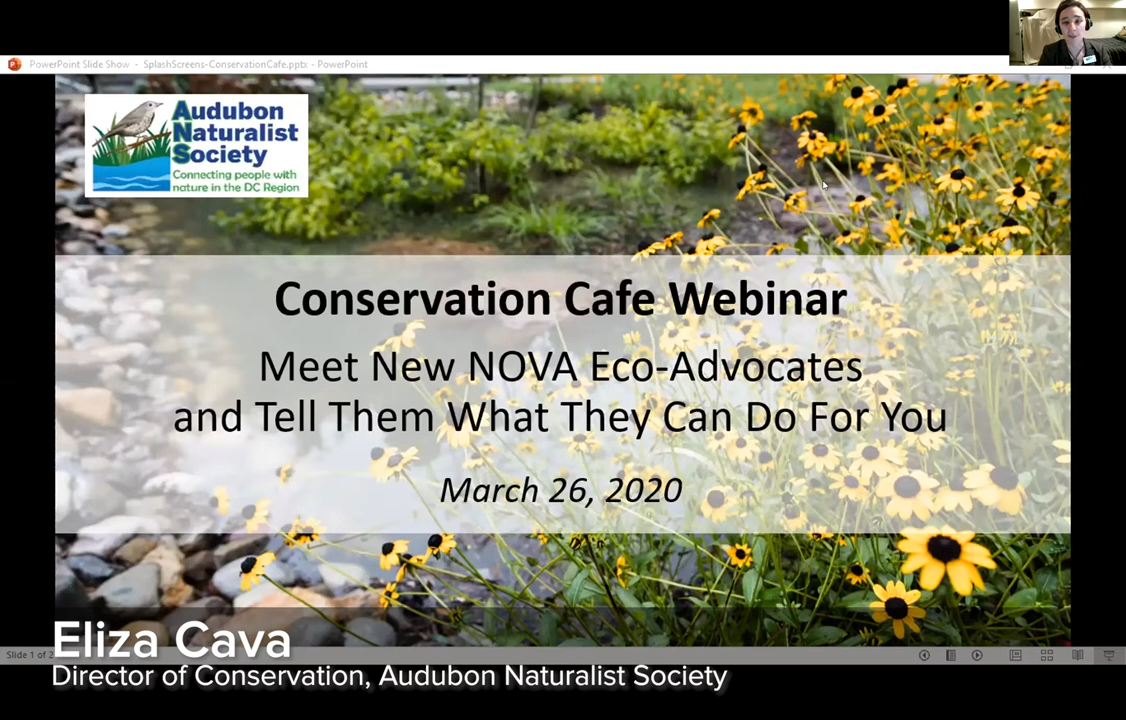 PowerPoint Slide Show - SplashScreens-ConservationCafe.pptx - PowerPoint
Audubon
Naturalist
Society
Connecting people with
nature in the DC Region
Conservation Cafe Webinar
Meet New NOVA Eco-Advocates
and Tell Them What They Can Do For You
March 26, 2020
Eliza Cava
Slide 1 of 2
Director of Conservation, Audubon Naturalist Society